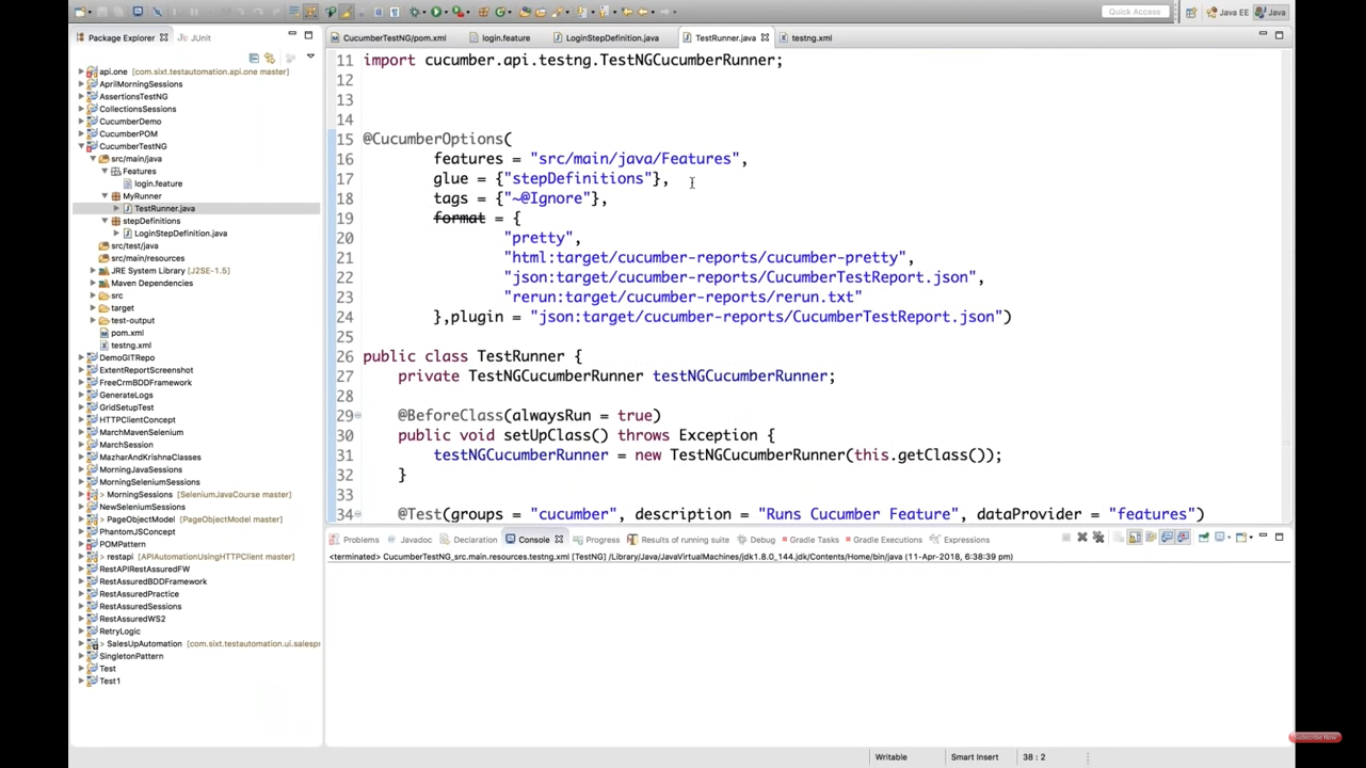 Quick Access
Java EE
Java
Package Explorer
JUnit
CucumberTestNG/pom.xml
login.feature
LoginStepDefinition.java
TestRunner.java
testng.xml
api.one [com.sixt.testautomation.api.one master]
AprilMorningSessions
AssertionsTestNG
CollectionsSessions
CucumberDemo
CucumberPOM
CucumberTestNG
src/main/java
Features
login.feature
MyRunner
TestRunner.java
stepDefinitions
LoginStepDefinition.java
src/test/java
src/main/resources
JRE System Library [J2SE-1.5]
Maven Dependencies
src
target
test-output
pom.xml
testng.xml
DemoGITRepo
ExtentReportScreenshot
FreeCrmBDDFramework
GenerateLogs
GridSetupTest
HTTPClientConcept
MarchMavenSelenium
MarchSession
MazharAndKrishnaClasses
MorningJavaSessions
MorningSeleniumSessions
> MorningSessions [SeleniumJavaCourse master]
NewSeleniumSessions
> PageObjectModel [PageObjectModel master]
PhantomJSConcept
POMPattern
> restapi [APIAutomationUsingHTTPClient master]
RestAPIRestAssuredFW
RestAssuredBDDFramework
RestAssuredPractice
RestAssuredSessions
RestAssuredWS2
RetryLogic
> SalesUpAutomation [com.sixt.testautomation.ui.salesp
SingletonPattern
Test
Test1
11 import cucumber.api.testng.TestNGCucumberRunner;
12
13
14
15 @CucumberOptions(
16 features = "src/main/java/Features",
17 glue = {"stepDefinitions"},
18 tags = {"~@Ignore"},
19 format = {
20 "pretty",
21 "html:target/cucumber-reports/cucumber-pretty",
22 "json:target/cucumber-reports/CucumberTestReport.json",
23 "rerun:target/cucumber-reports/rerun.txt"
24 },plugin = "json:target/cucumber-reports/CucumberTestReport.json")
25
26 public class TestRunner {
27 private TestNGCucumberRunner testNGCucumberRunner;
28
29 @BeforeClass(alwaysRun = true)
30 public void setUpClass() throws Exception {
31 testNGCucumberRunner = new TestNGCucumberRunner(this.getClass());
32 }
33
34 @Test(groups = "cucumber", description = "Runs Cucumber Feature", dataProvider = "features")
Problems
Javadoc
Declaration
Console
Progress
Results of running suite
Debug
Gradle Tasks
Gradle Executions
Expressions
<terminated> CucumberTestNG_src.main.resources.testng.xml [TestNG] /Library/Java/JavaVirtualMachines/jdk1.8.0_144.jdk/Contents/Home/bin/java (11-Apr-2018, 6:38:39 pm)
Subscribe Now
Writable
Smart Insert
38 : 2